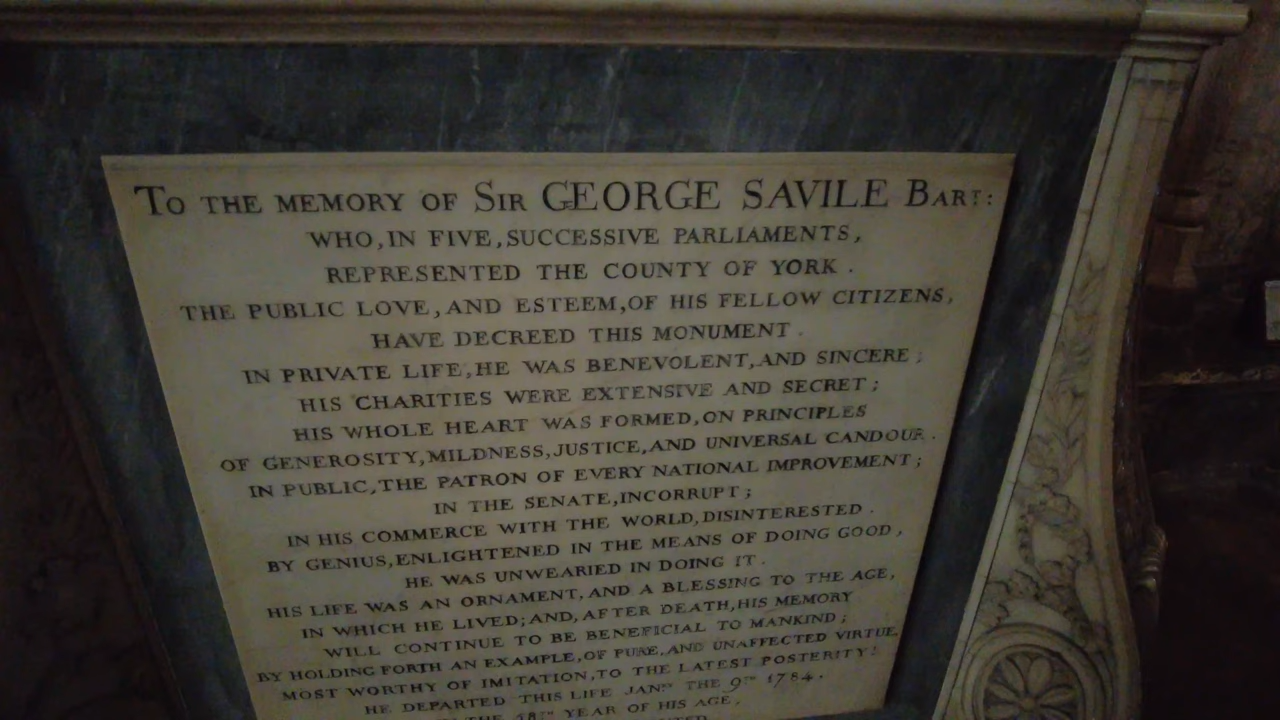 To THE MEMORY OF SIR GEORGE SAVILE BART:
WHO, IN FIVE, SUCCESSIVE PARLIAMENTS,
REPRESENTED THE COUNTY OF YORK.
THE PUBLIC LOVE, AND ESTEEM, OF HIS FELLOW CITIZENS,
HAVE DECREED THIS MONUMENT.
IN PRIVATE LIFE, HE WAS BENEVOLENT, AND SINCERE;
HIS CHARITIES WERE EXTENSIVE AND SECRET;
HIS WHOLE HEART WAS FORMED, ON PRINCIPLES
OF GENEROSITY, MILDNESS, JUSTICE, AND UNIVERSAL CANDOUR.
IN PUBLIC, THE PATRON OF EVERY NATIONAL IMPROVEMENT;
IN THE SENATE, INCORRUPT;
IN HIS COMMERCE WITH THE WORLD, DISINTERESTED.
BY GENIUS, ENLIGHTENED IN THE MEANS OF DOING GOOD,
HE WAS UNWEARIED IN DOING IT.
HIS LIFE WAS AN ORNAMENT, AND A BLESSING TO THE AGE,
IN WHICH HE LIVED; AND, AFTER DEATH, HIS MEMORY
WILL CONTINUE TO BE BENEFICIAL TO MANKIND;
BY HOLDING FORTH AN EXAMPLE, OF PURE, AND UNAFFECTED VIRTUE,
MOST WORTHY OF IMITATION, TO THE LATEST POSTERITY!
HE DEPARTED THIS LIFE JANRY THE 9TH 1784.
THE 58TH YEAR OF HIS AGE,